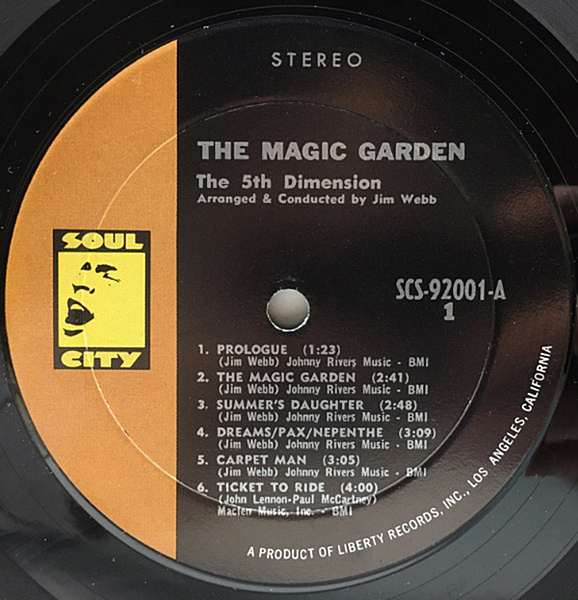 STEREO
THE MAGIC GARDEN
The 5th Dimension
Arranged & Conducted by Jim Webb
SOUL
CITY
SCS-92001-A
1
1. PROLOGUE (1:23)
(Jim Webb) Johnny Rivers Music - BMI
2. THE MAGIC GARDEN (2:41)
(Jim Webb) Johnny Rivers Music - BMI
3. SUMMER'S DAUGHTER (2:48)
(Jim Webb) Johnny Rivers Music - BMI
4. DREAMS/PAX/NEPENTHE (3:09)
(Jim Webb) Johnny Rivers Music - BMI
5. CARPET MAN (3:05)
(Jim Webb) Johnny Rivers Music - BMI
6. TICKET TO RIDE (4:00)
(John Lennon-Paul McCartney)
Maclen Music, Inc. - BMI
A PRODUCT OF LIBERTY RECORDS, INC., LOS ANGELES, CALIFORNIA